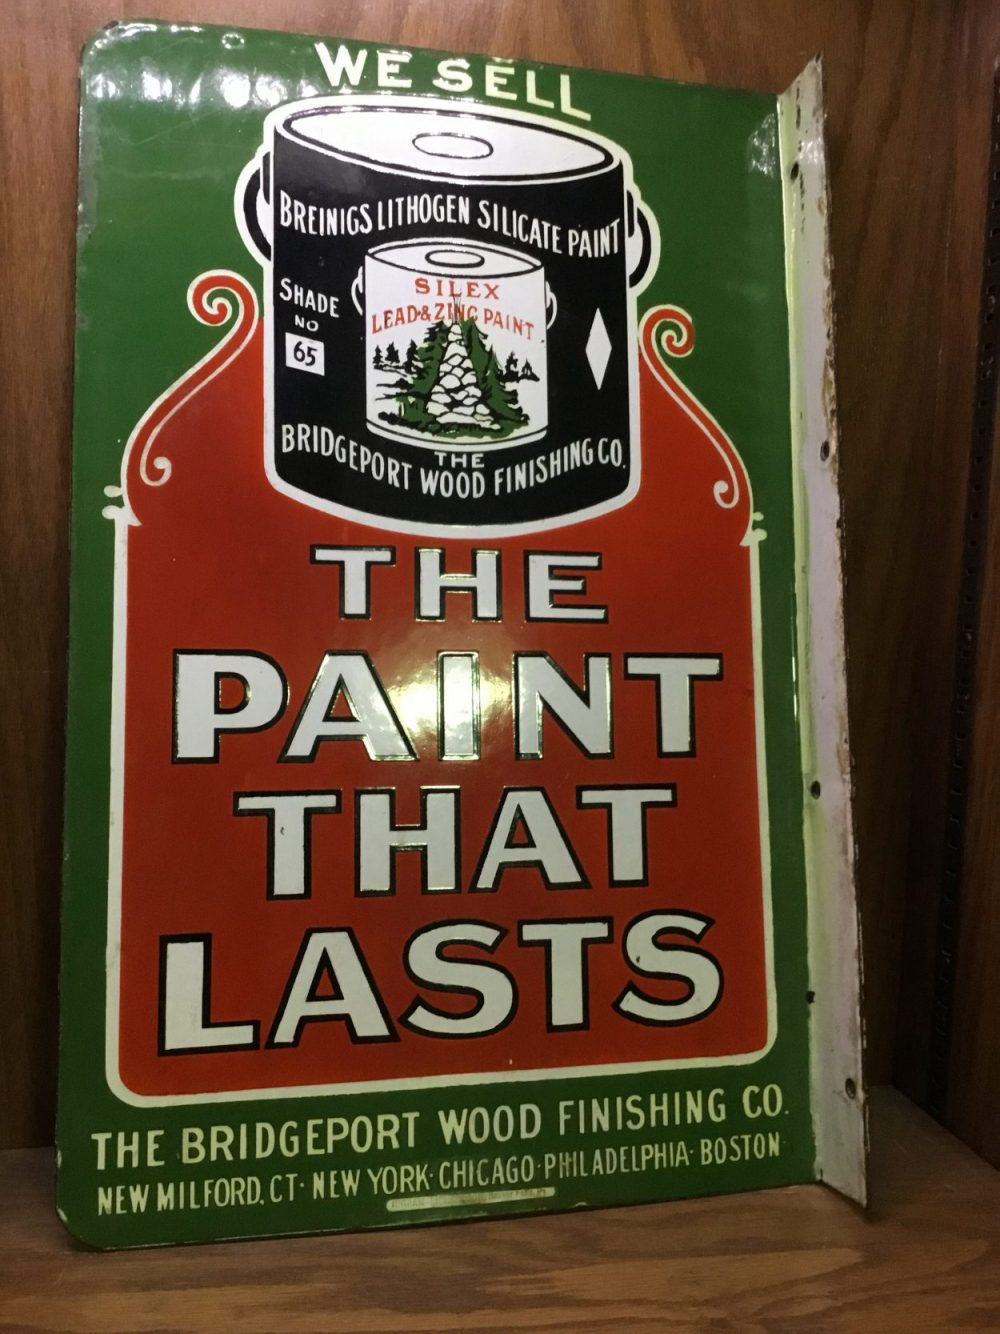 WE SELL
BREINIGS LITHOGEN SILICATE PAINT
SILEX
LEAD & ZINC PAINT
SHADE
NO
65
THE
BRIDGEPORT WOOD FINISHING CO.
THE
PAINT
THAT
LASTS
THE BRIDGEPORT WOOD FINISHING CO.
NEW MILFORD, CT · NEW YORK · CHICAGO · PHILADELPHIA · BOSTON